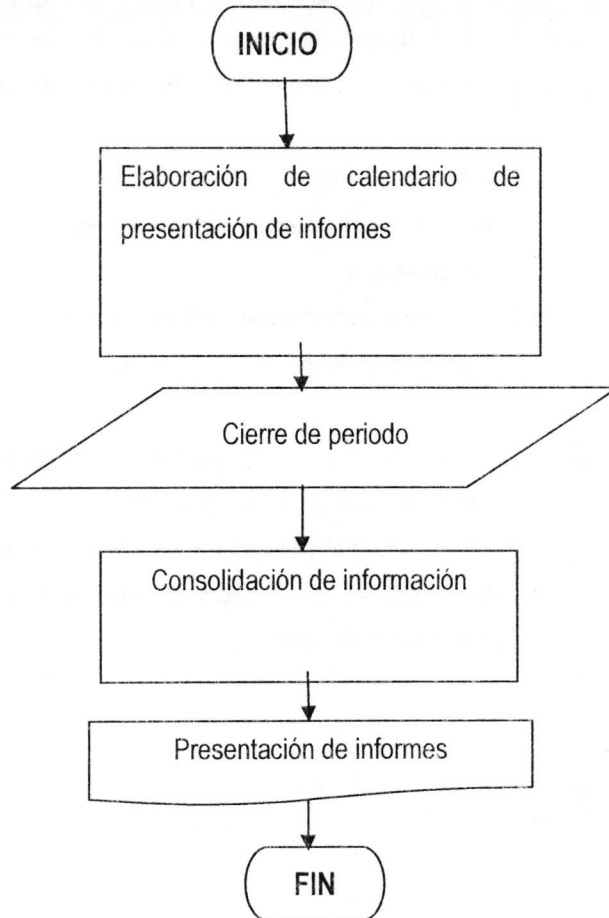 INICIO
Elaboración de calendario de
presentación de informes
Cierre de periodo
Consolidación de información
Presentación de informes
FIN